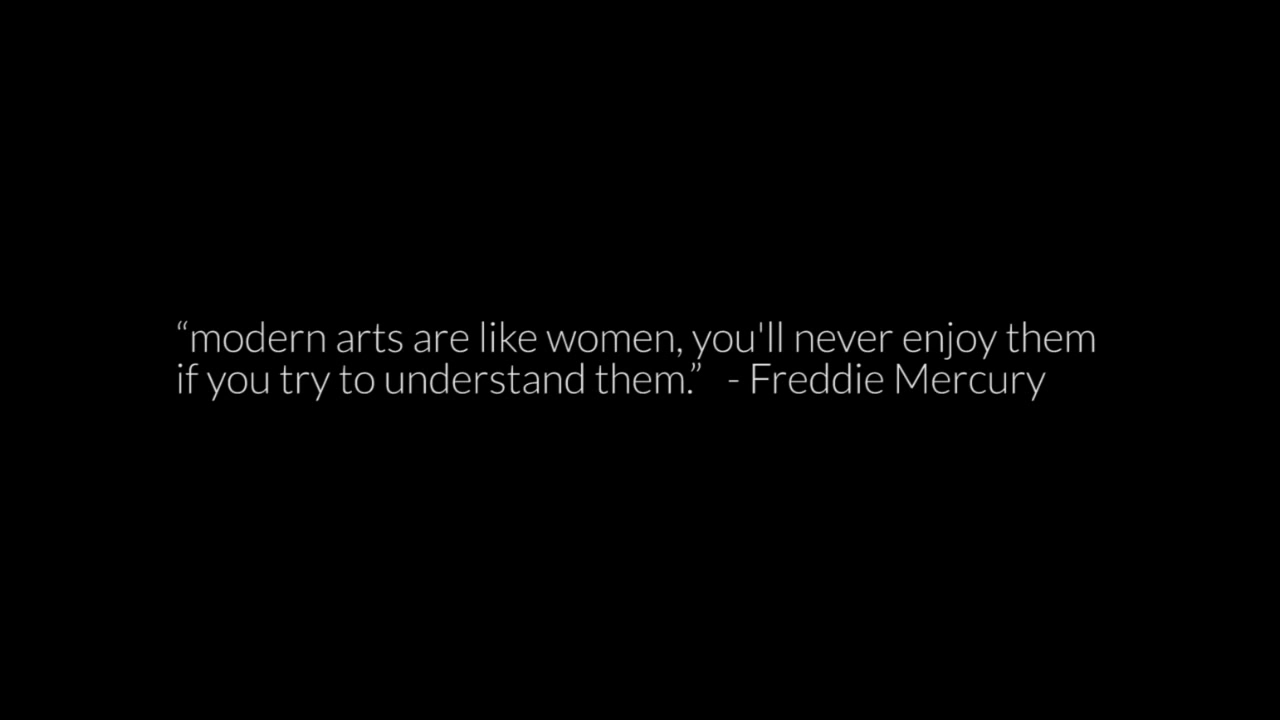 “modern arts are like women, you'll never enjoy them
if you try to understand them.” - Freddie Mercury